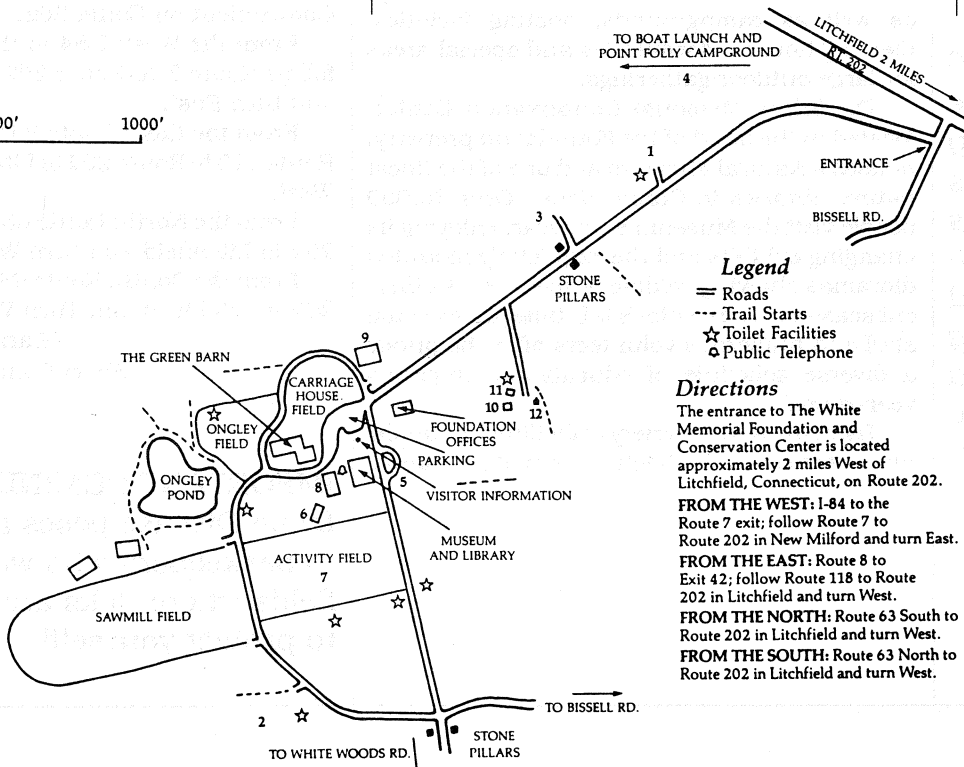 TO BOAT LAUNCH AND
POINT FOLLY CAMPGROUND
4
LITCHFIELD 2 MILES
RT. 202
00'
1000'
1
ENTRANCE
BISSELL RD.
3
STONE
PILLARS
Legend
Roads
Trail Starts
Toilet Facilities
Public Telephone
9
THE GREEN BARN
CARRIAGE
HOUSE
FIELD
11
10
12
FOUNDATION
OFFICES
ONGLEY
FIELD
PARKING
ONGLEY
POND
8
5
VISITOR INFORMATION
6
MUSEUM
AND LIBRARY
ACTIVITY FIELD
7
SAWMILL FIELD
2
TO BISSELL RD.
STONE
PILLARS
TO WHITE WOODS RD.
Directions
The entrance to The White
Memorial Foundation and
Conservation Center is located
approximately 2 miles West of
Litchfield, Connecticut, on Route 202.
FROM THE WEST: I-84 to the
Route 7 exit; follow Route 7 to
Route 202 in New Milford and turn East.
FROM THE EAST: Route 8 to
Exit 42; follow Route 118 to Route
202 in Litchfield and turn West.
FROM THE NORTH: Route 63 South to
Route 202 in Litchfield and turn West.
FROM THE SOUTH: Route 63 North to
Route 202 in Litchfield and turn West.